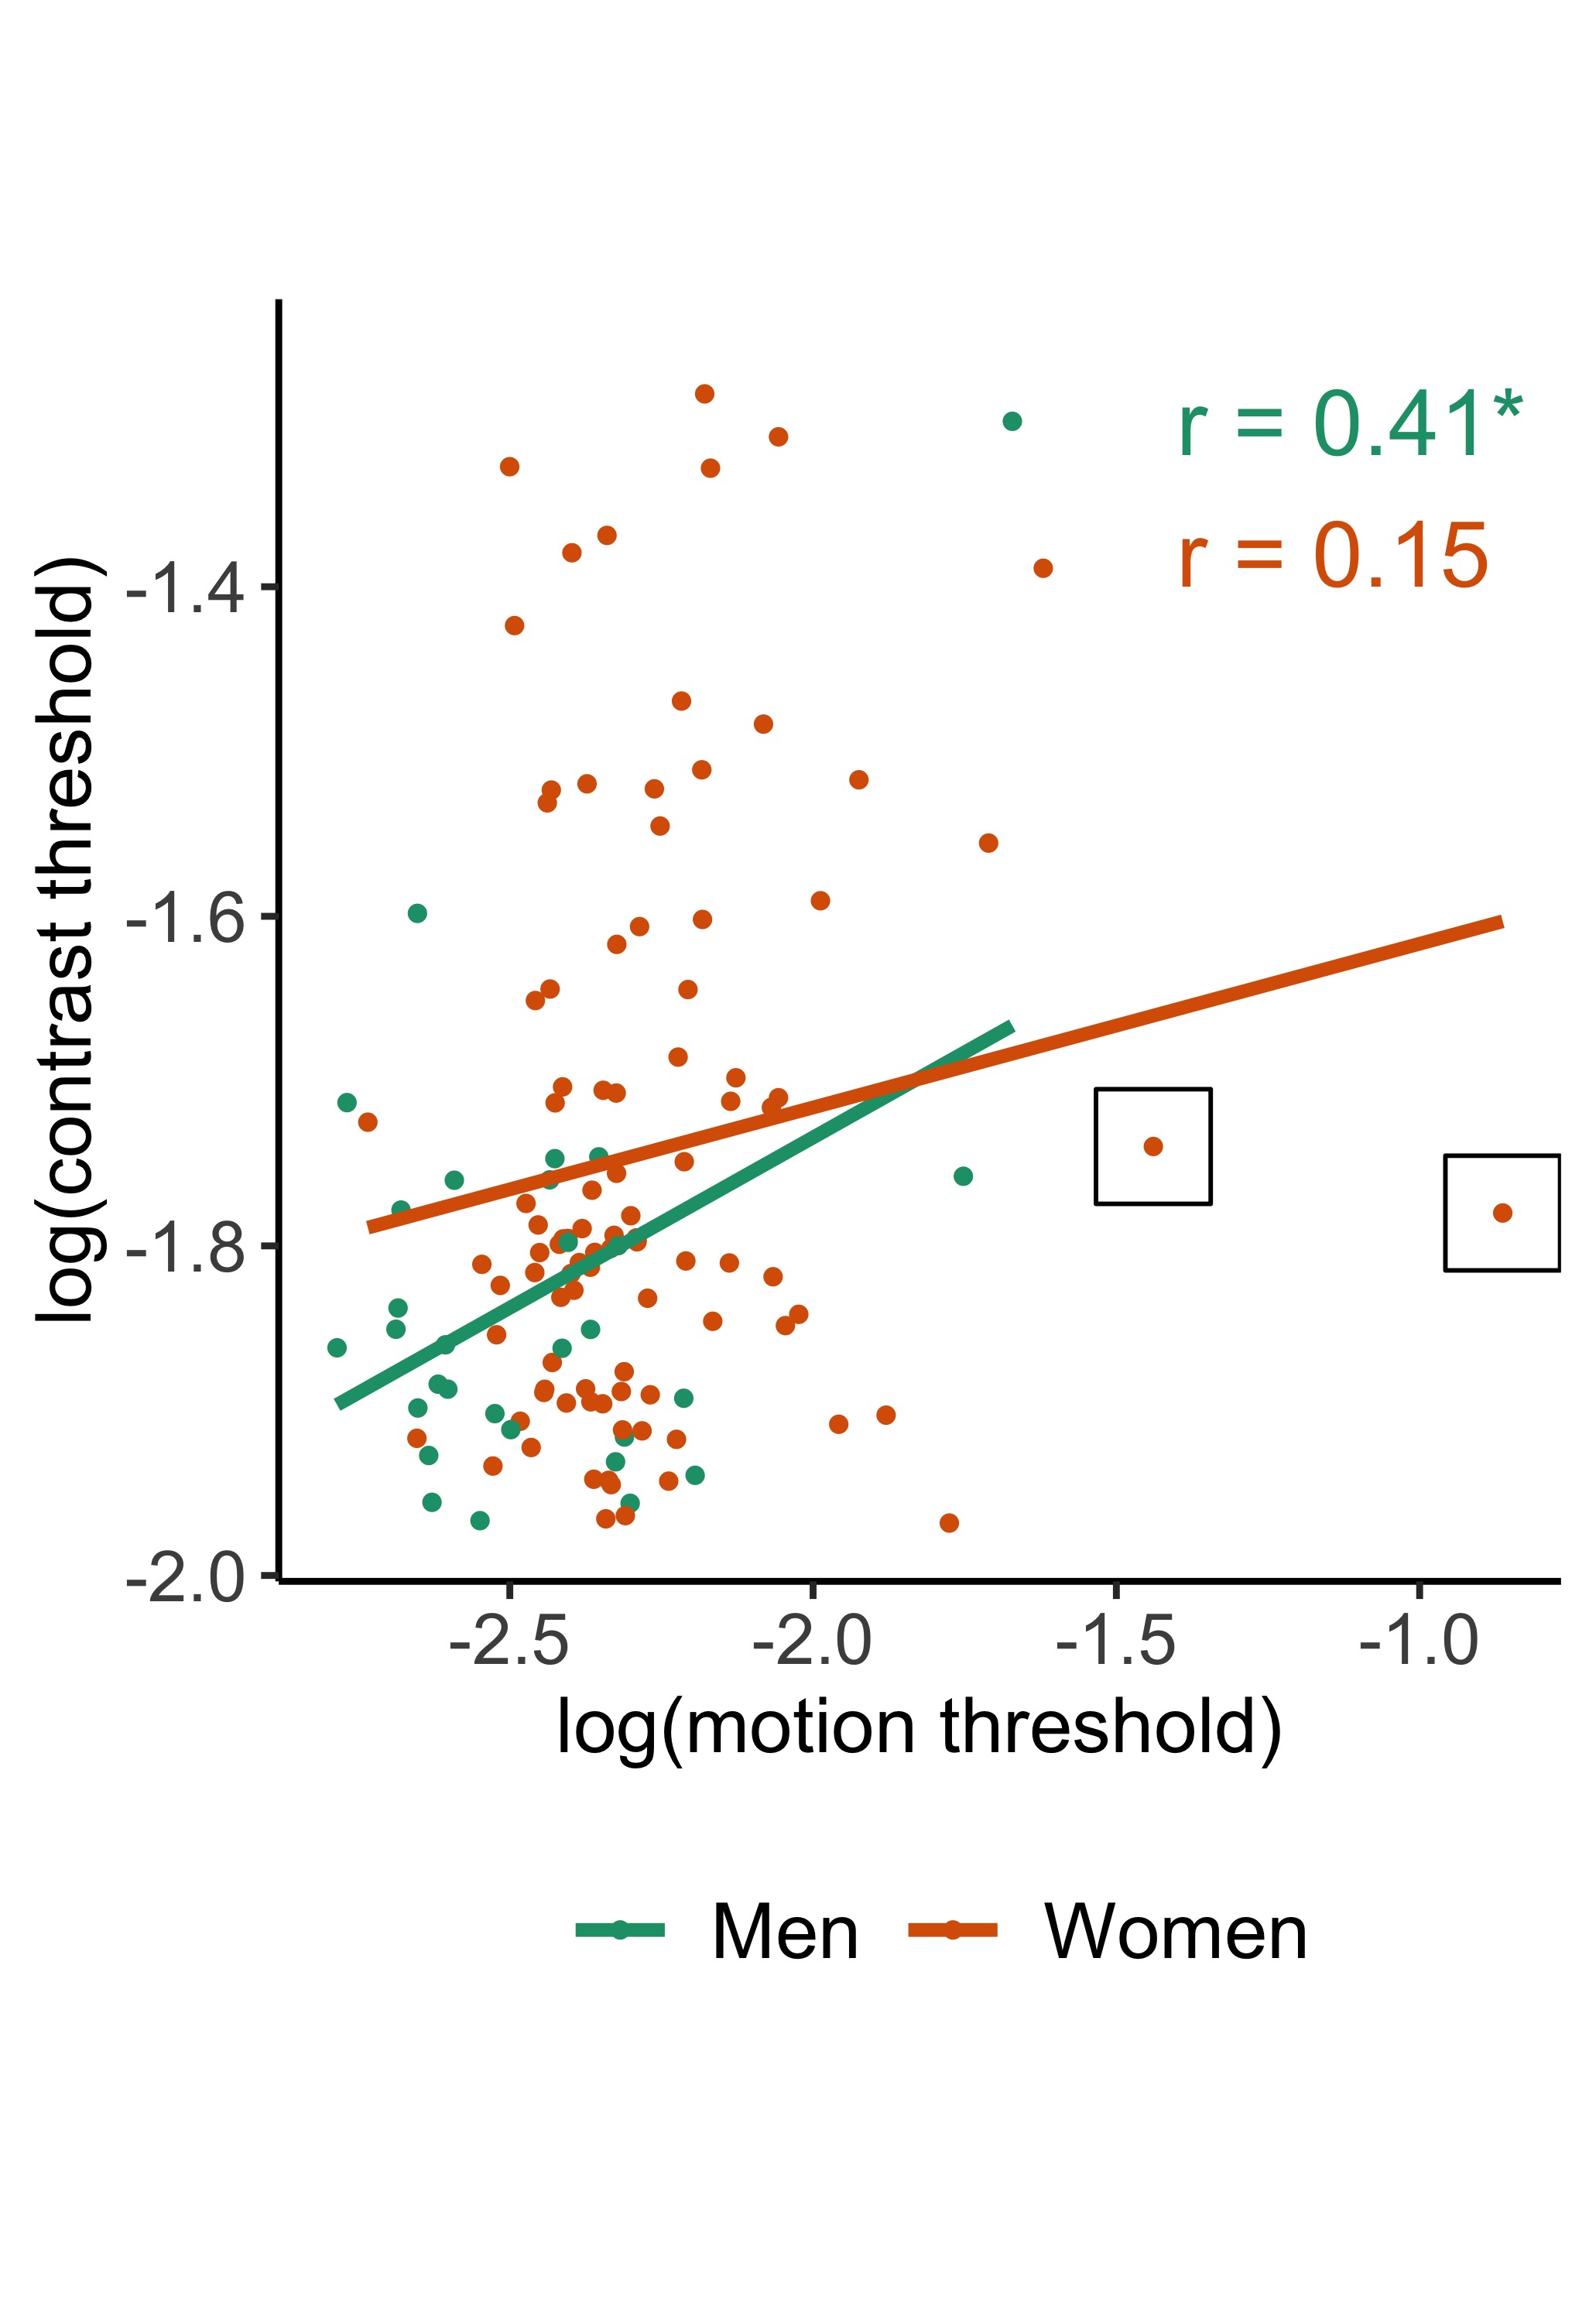 r = 0.41*
r = 0.15
log(contrast threshold)
-1.4
-1.6
-1.8
-2.0
-2.5
-2.0
-1.5
-1.0
log(motion threshold)
Men
Women